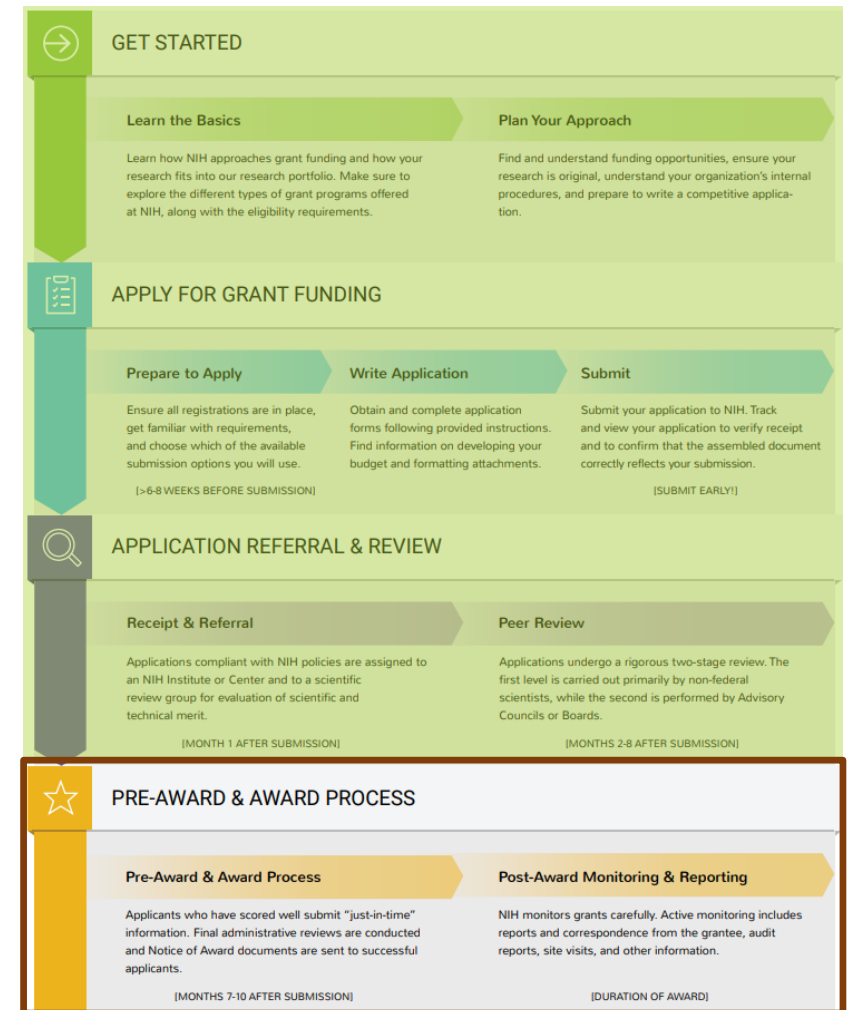 GET STARTED
Learn the Basics
Learn how NIH approaches grant funding and how your
research fits into our research portfolio. Make sure to
explore the different types of grant programs offered
at NIH, along with the eligibility requirements.
Plan Your Approach
Find and understand funding opportunities, ensure your
research is original, understand your organization's internal
procedures, and prepare to write a competitive applica-
tion.
APPLY FOR GRANT FUNDING
Prepare to Apply
Ensure all registrations are in place,
get familiar with requirements,
and choose which of the available
submission options you will use.
[>6-8 WEEKS BEFORE SUBMISSION]
Write Application
Obtain and complete application
forms following provided instructions.
Find information on developing your
budget and formatting attachments.
Submit
Submit your application to NIH. Track
and view your application to verify receipt
and to confirm that the assembled document
correctly reflects your submission.
[SUBMIT EARLY!]
APPLICATION REFERRAL & REVIEW
Receipt & Referral
Applications compliant with NIH policies are assigned to
an NIH Institute or Center and to a scientific
review group for evaluation of scientific and
technical merit.
[MONTH 1 AFTER SUBMISSION]
Peer Review
Applications undergo a rigorous two-stage review. The
first level is carried out primarily by non-federal
scientists, while the second is performed by Advisory
Councils or Boards.
[MONTHS 2-8 AFTER SUBMISSION]
PRE-AWARD & AWARD PROCESS
Pre-Award & Award Process
Applicants who have scored well submit "just-in-time"
information. Final administrative reviews are conducted
and Notice of Award documents are sent to successful
applicants.
[MONTHS 7-10 AFTER SUBMISSION]
Post-Award Monitoring & Reporting
NIH monitors grants carefully. Active monitoring includes
reports and correspondence from the grantee, audit
reports, site visits, and other information.
[DURATION OF AWARD]